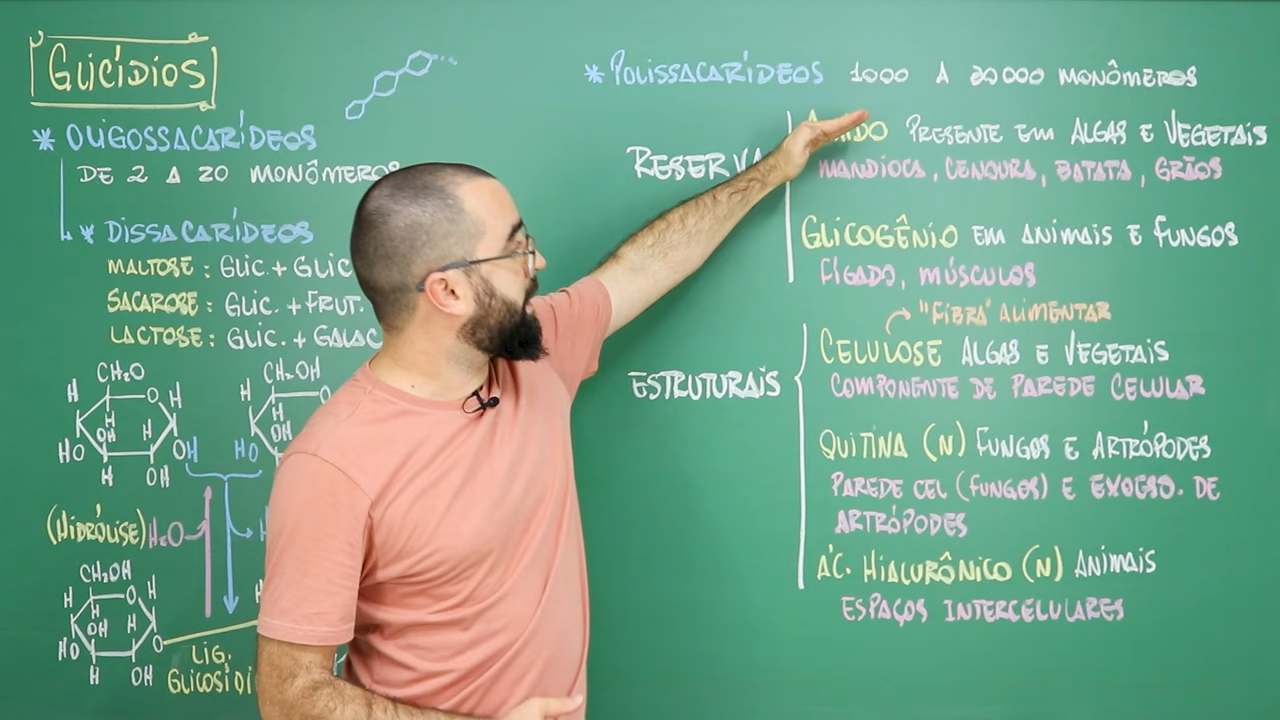 GLICÍDIOS
* OLIGOSSACARÍDEOS
DE 2 A 20 MONÔMEROS
* DISSACARÍDEOS
MALTOSE : GLIC. + GLIC
SACAROSE : GLIC. + FRUT.
LACTOSE : GLIC. + GALAC
CH₂O
H
O
H
H
OH
H
HO
OH
H
OH
CH₂OH
H
O
OH
HO
(HIDRÓLISE) H₂O
H
CH₂OH
H
O
H
H
OH
H
HO
O
H
OH
H
LIG.
GLICOSÍDI
* POLISSACARÍDEOS 1000 A 20000 MONÔMEROS
RESERVA
PRESENTE EM ALGAS E VEGETAIS
MANDIOCA, CENOURA, BATATA, GRÃOS
GLICOGÊNIO EM ANIMAIS E FUNGOS
FÍGADO, MÚSCULOS
"FIBRA" ALIMENTAR
ESTRUTURAIS
CELULOSE ALGAS E VEGETAIS
COMPONENTE DE PAREDE CELULAR
QUITINA (N) FUNGOS E ARTRÓPODES
PAREDE CEL (FUNGOS) E EXOESQ. DE
ARTRÓPODES
ÁC. HIALURÔNICO (N) ANIMAIS
ESPAÇOS INTERCELULARES